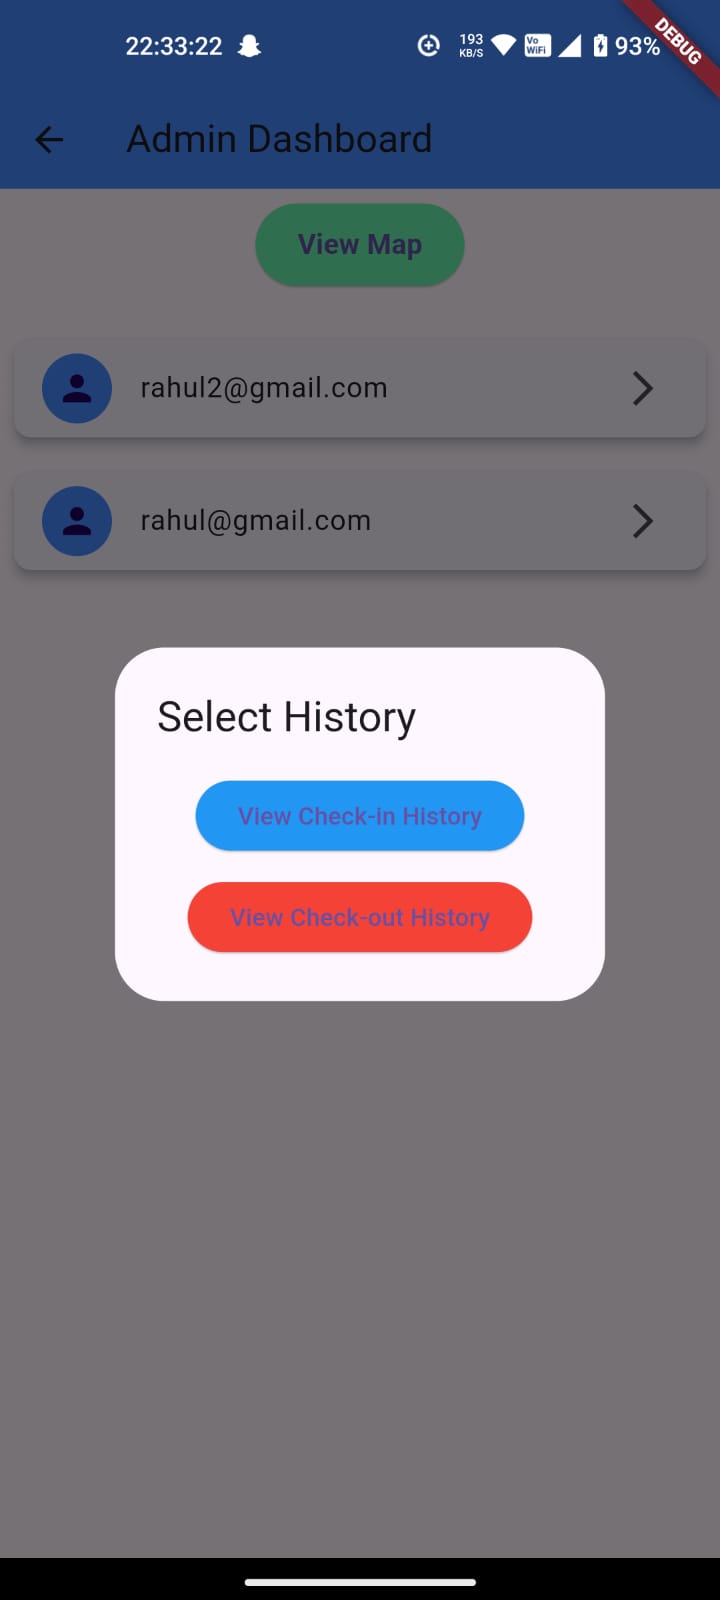 22:33:22
193
KB/S
Vo
WiFi
93%
DEBUG
Admin Dashboard
View Map
rahul2@gmail.com
rahul@gmail.com
Select History
View Check-in History
View Check-out History